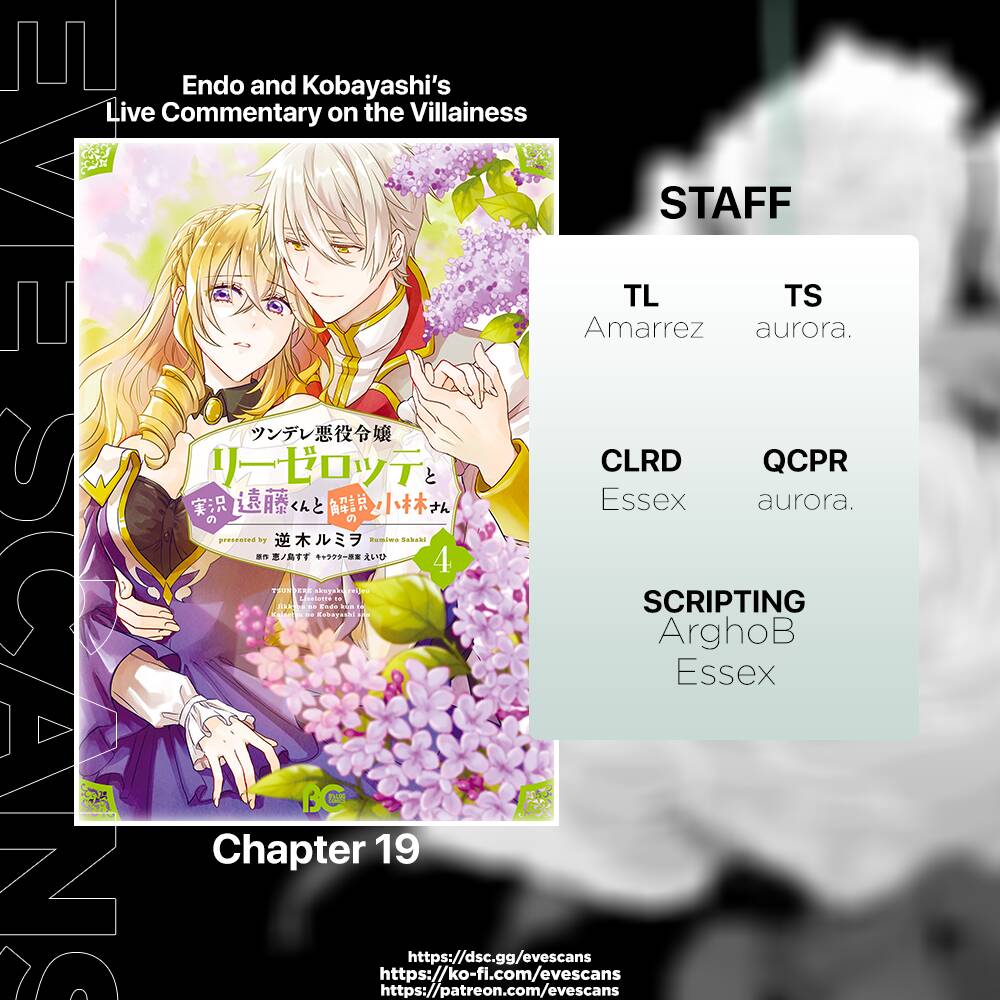 EVE SCANS
Endo and Kobayashi's
Live Commentary on the Villainess
ツンデレ悪役令嬢
リーゼロッテと
実況の遠藤くんと解説の小林さん
presented by 逆木ルミヲ Rumiwo Sakaki
原作 恵ノ島すず キャラクター原案 えいひ
4
TSUNDERE akuyaku reijou
Liselotte to
Jikkyou no Endo kun to
Kaisetsu no Kobayashi san
BC
B's-LOG
COMICS
Chapter 19
STAFF
TL
TS
Amarrez
aurora.
CLRD
QCPR
Essex
aurora.
SCRIPTING
ArghoB
Essex
https://dsc.gg/evescans
https://ko-fi.com/evescans
https://patreon.com/evescans